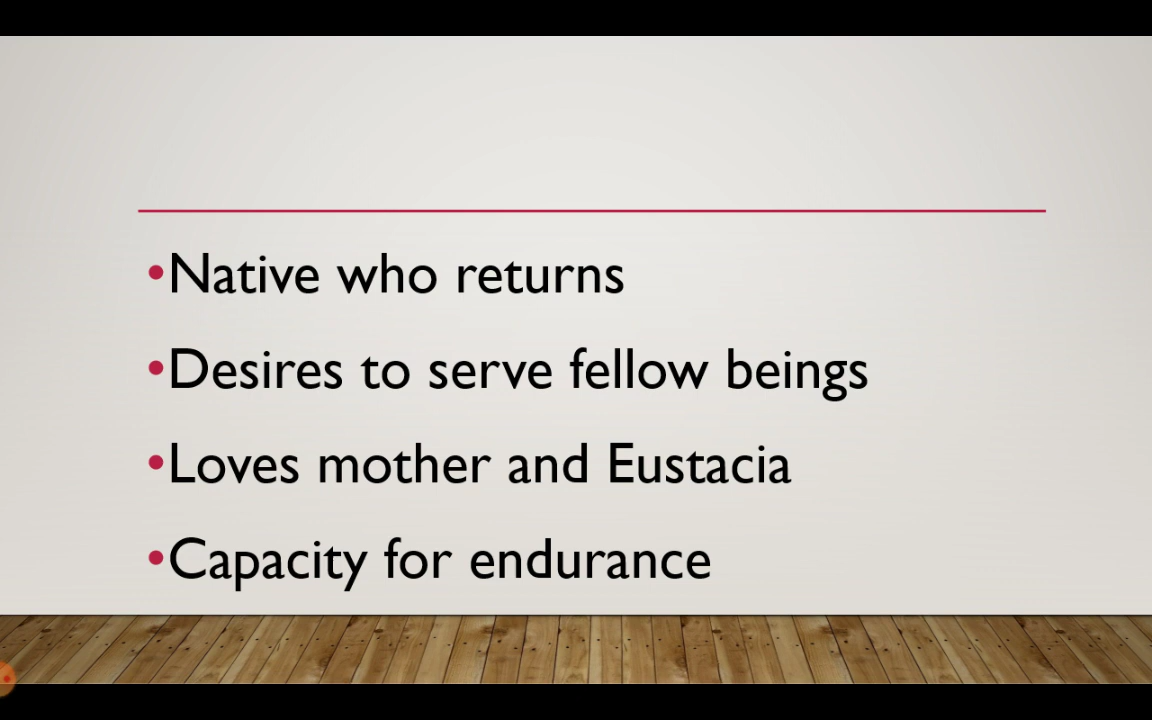 •Native who returns
•Desires to serve fellow beings
•Loves mother and Eustacia
•Capacity for endurance